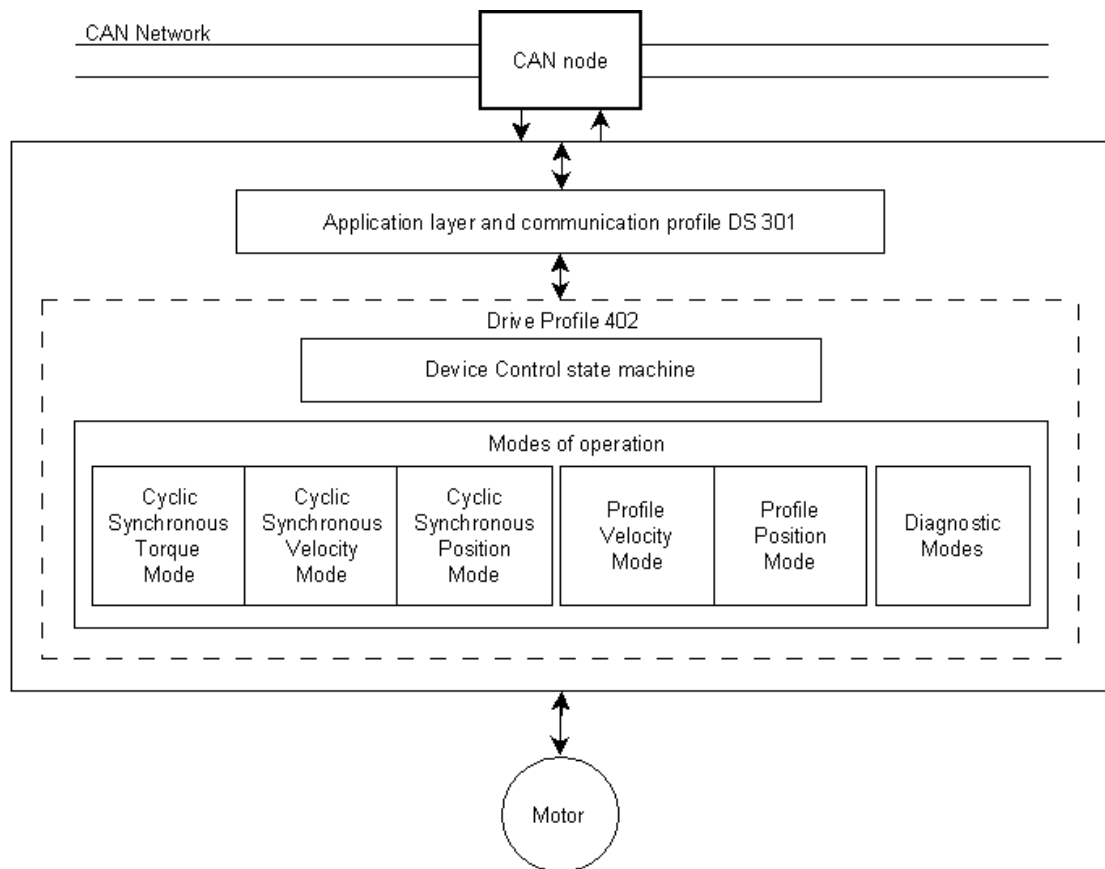 CAN Network
CAN node
Application layer and communication profile DS 301
Drive Profile 402
Device Control state machine
Modes of operation
Cyclic
Synchronous
Torque
Mode
Cyclic
Synchronous
Velocity
Mode
Cyclic
Synchronous
Position
Mode
Profile
Velocity
Mode
Profile
Position
Mode
Diagnostic
Modes
Motor